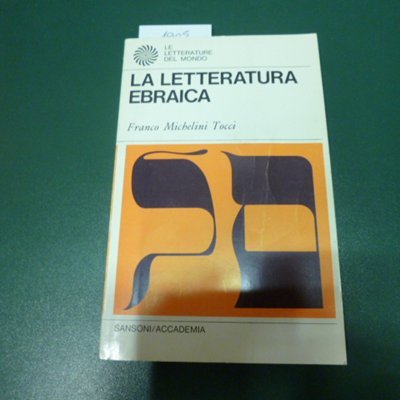 LE
LETTERATURE
DEL MONDO
LA LETTERATURA
EBRAICA
Franco Michelini Tocci
SANSONI/ACCADEMIA